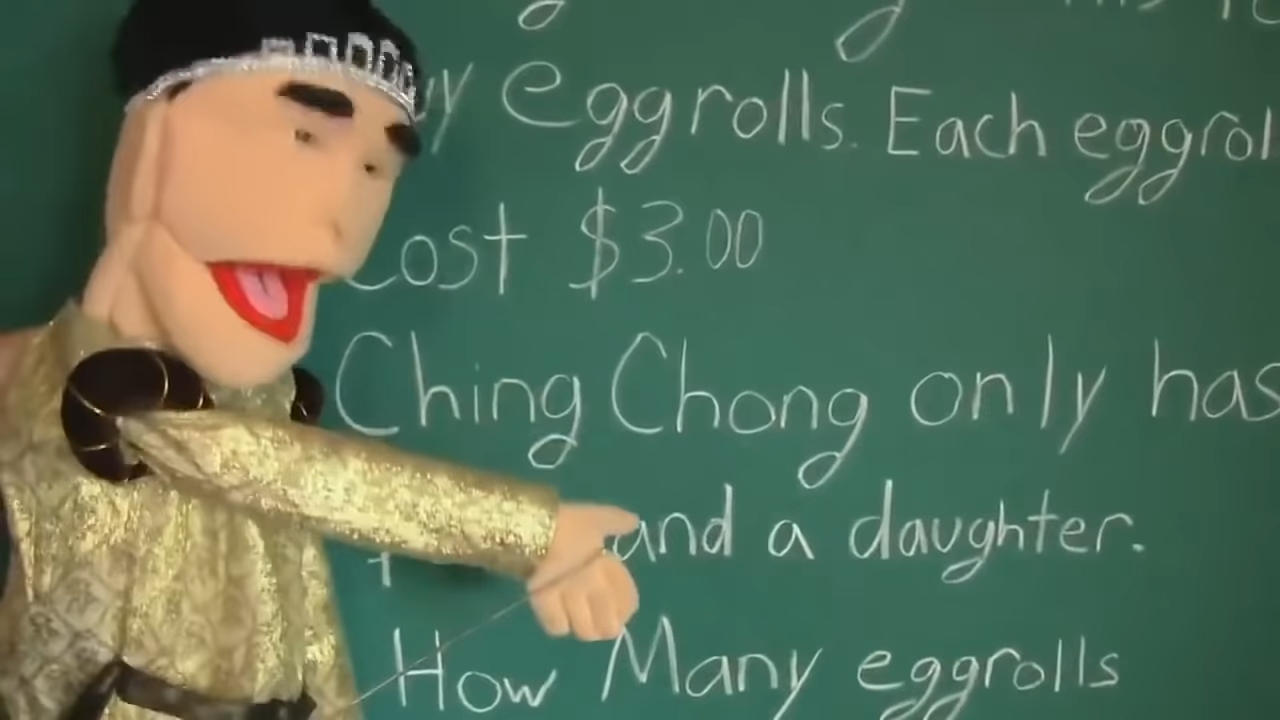 eggrolls. Each eggrol
Cost $3.00
Ching Chong only has
and a daughter.
How Many eggrolls